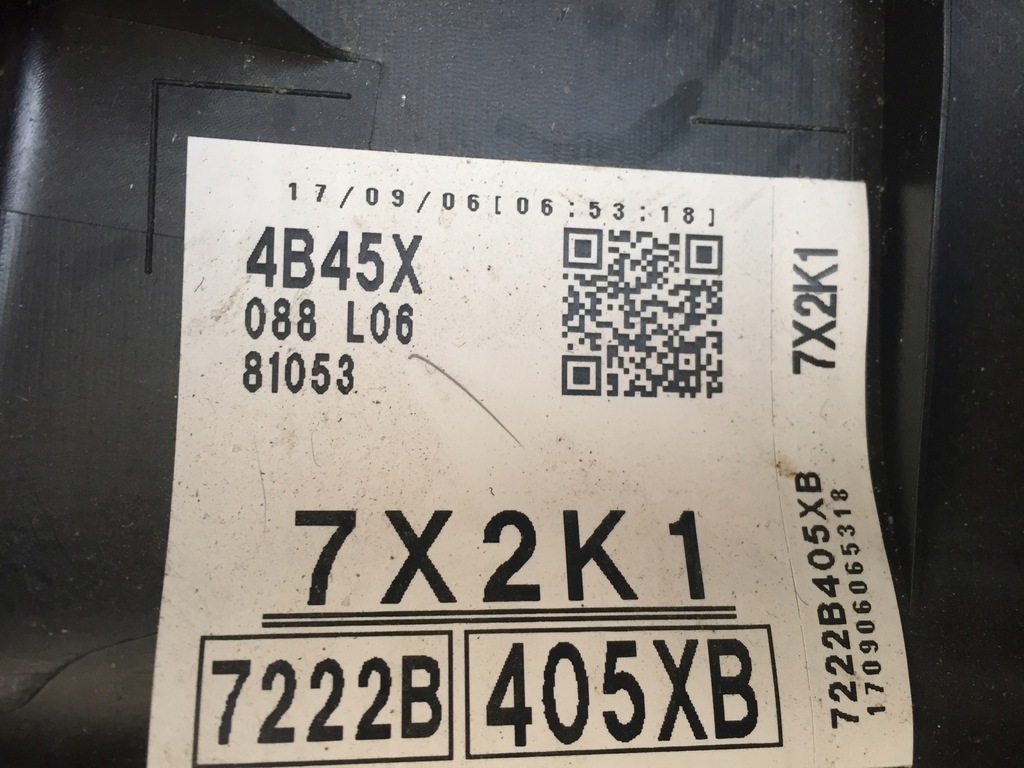 17/09/06[06:53:18]
4B45X
088 L06
81053
7X2K1
7222B 405XB
7X2K1
7222B405XB
170906065318